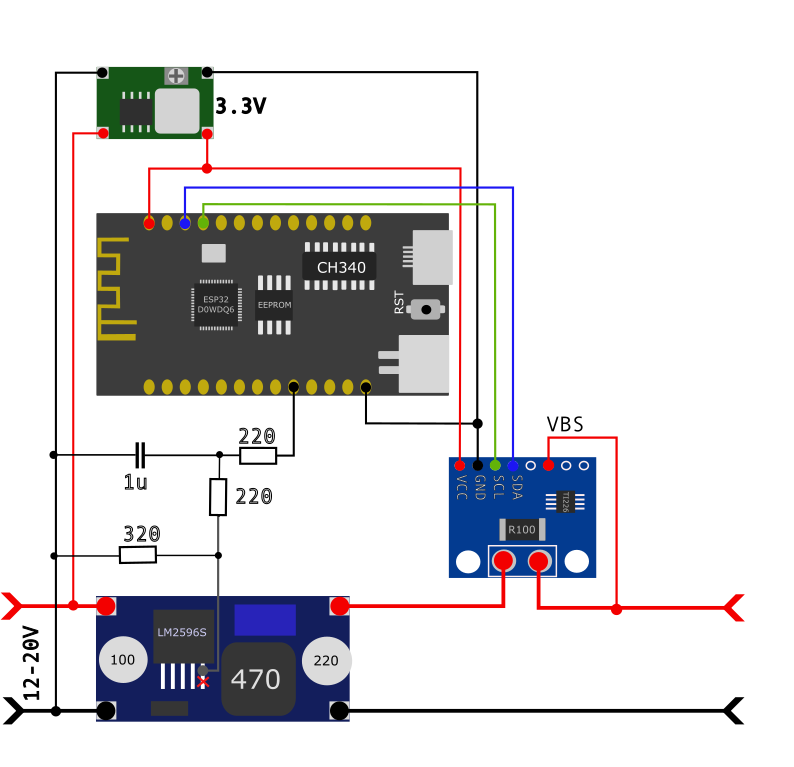 3.3V
CH340
ESP32
D0WDQ6
EEPROM
RST
VBS
220
1u
220
320
VCC
GND
SCL
SDA
TI226
R100
12-20V
LM2596S
100
470
220